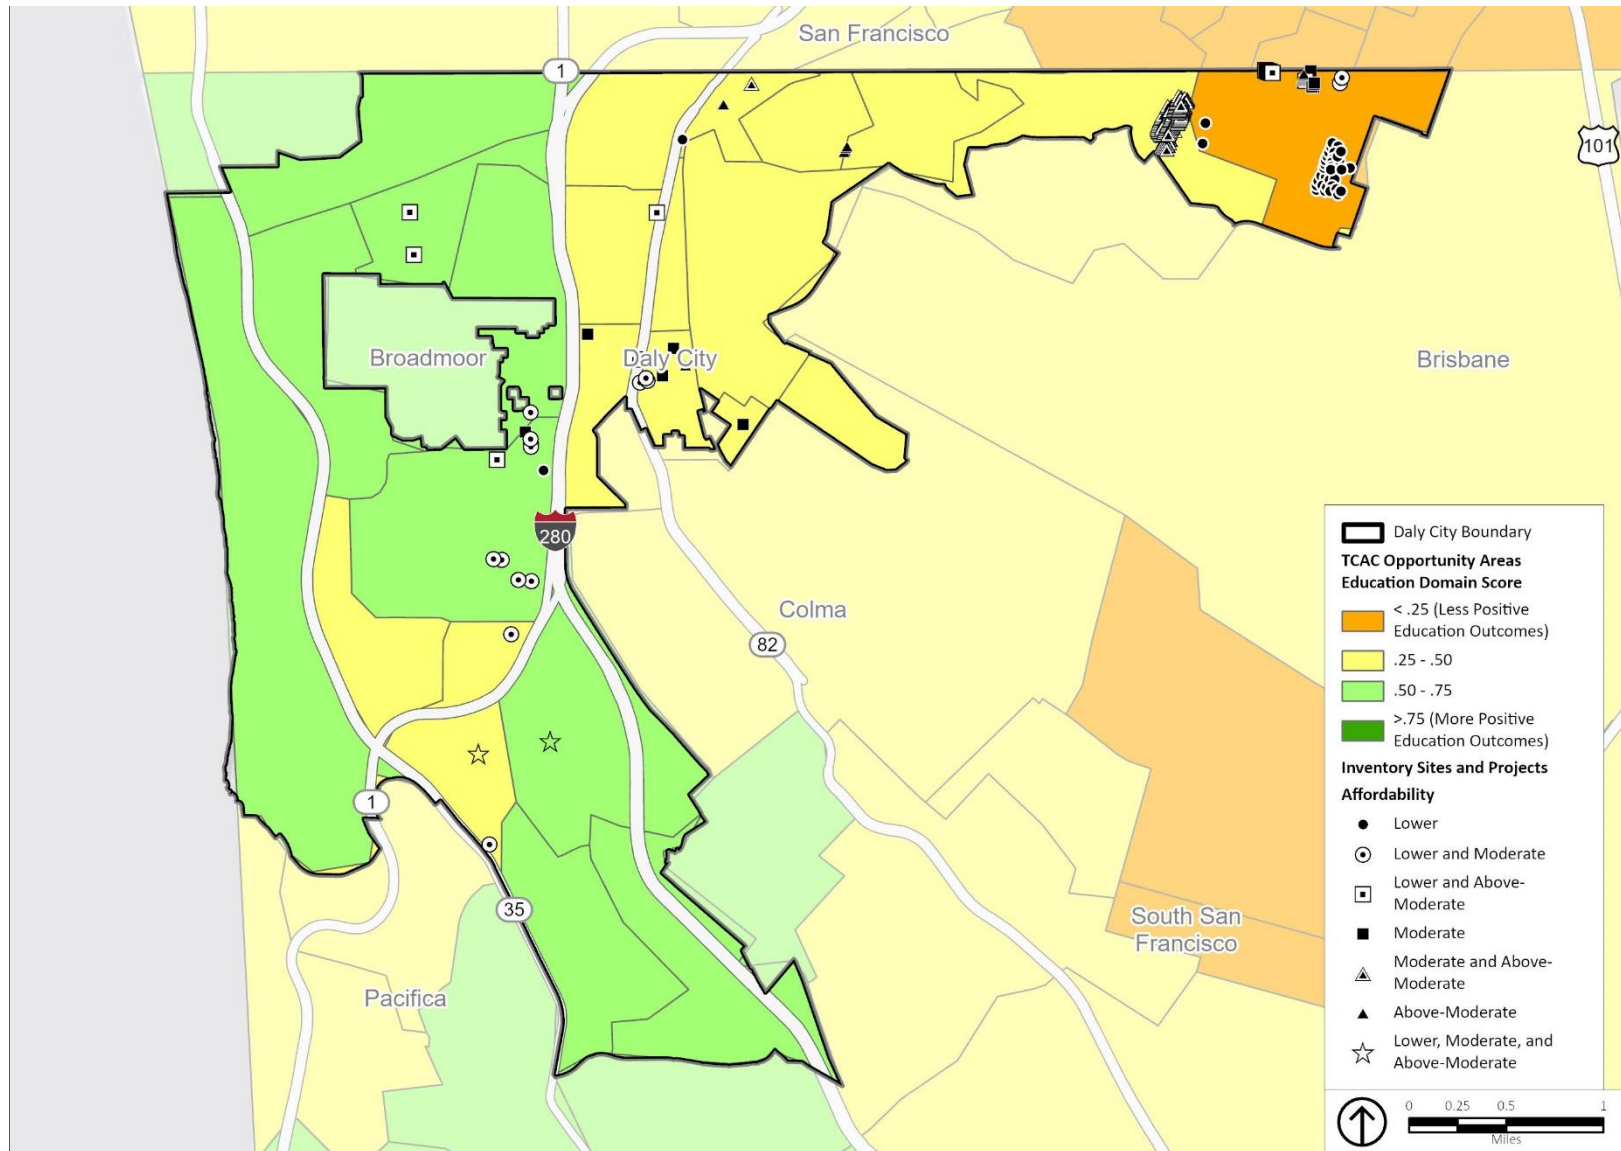 San Francisco
1
101
Broadmoor
Daly City
Brisbane
280
Colma
82
1
35
South San
Francisco
Pacifica
Daly City Boundary
TCAC Opportunity Areas
Education Domain Score
< .25 (Less Positive
Education Outcomes)
.25 - .50
.50 - .75
>.75 (More Positive
Education Outcomes)
Inventory Sites and Projects
Affordability
Lower
Lower and Moderate
Lower and Above-
Moderate
Moderate
Moderate and Above-
Moderate
Above-Moderate
Lower, Moderate, and
Above-Moderate
0 0.25 0.5 1
Miles